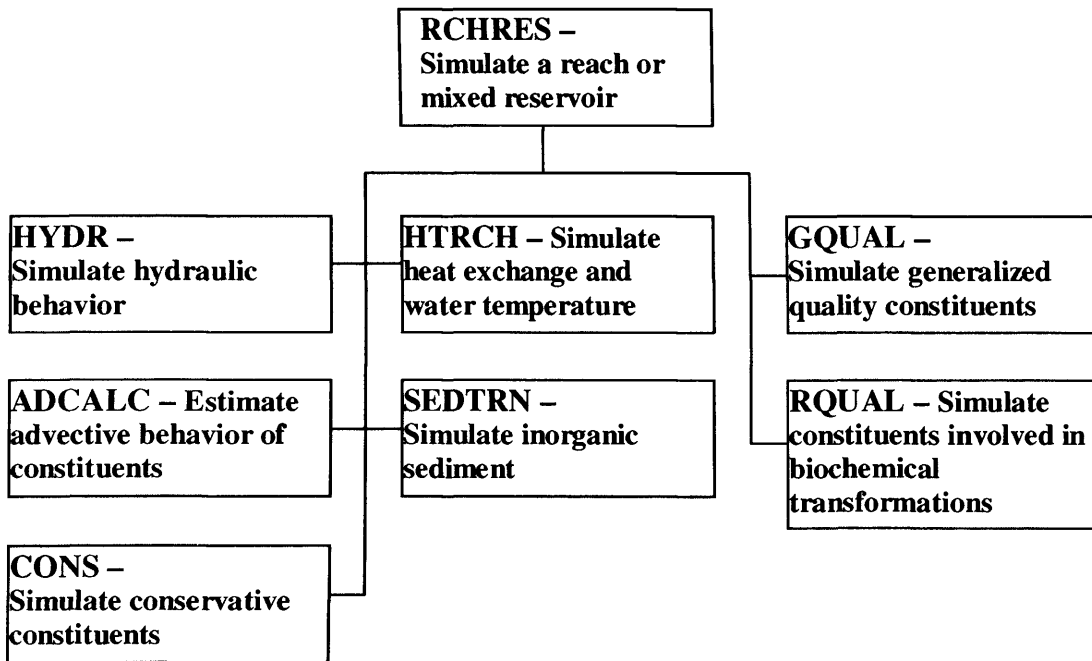 RCHRES –
Simulate a reach or
mixed reservoir
HYDR –
Simulate hydraulic
behavior
HTRCH – Simulate
heat exchange and
water temperature
GQUAL –
Simulate generalized
quality constituents
ADCALC – Estimate
advective behavior of
constituents
SEDTRN –
Simulate inorganic
sediment
RQUAL – Simulate
constituents involved in
biochemical
transformations
CONS –
Simulate conservative
constituents